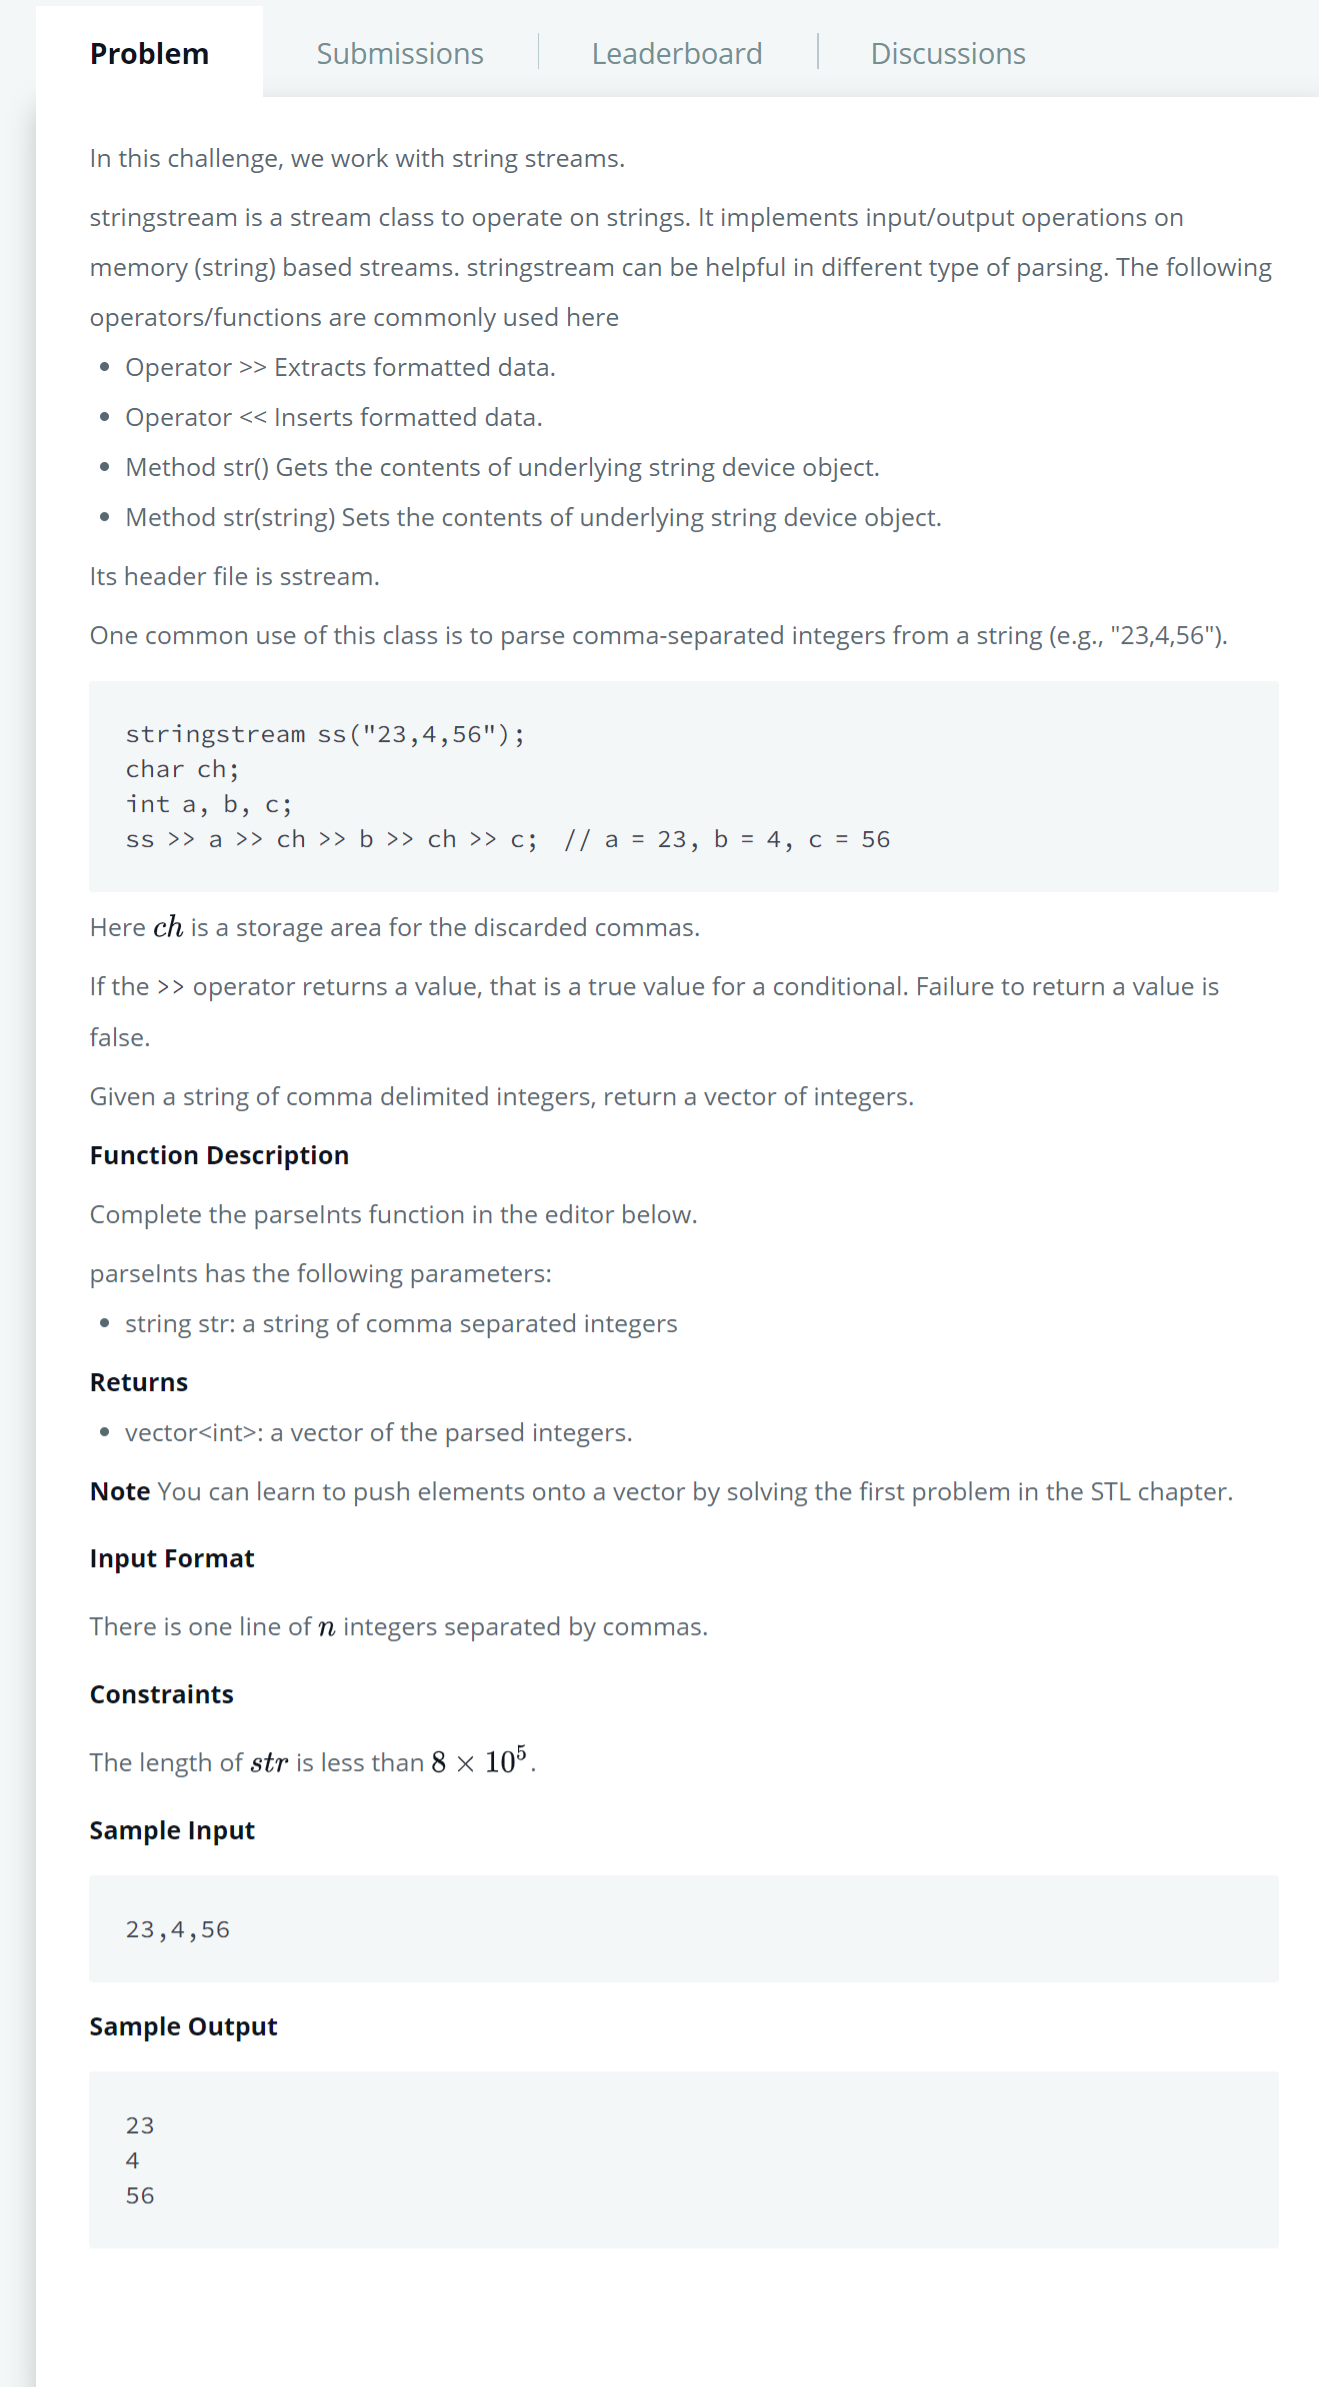 Problem
Submissions
Leaderboard
Discussions
In this challenge, we work with string streams.
stringstream is a stream class to operate on strings. It implements input/output operations on
memory (string) based streams. stringstream can be helpful in different type of parsing. The following
operators/functions are commonly used here
• Operator >> Extracts formatted data.
• Operator << Inserts formatted data.
• Method str() Gets the contents of underlying string device object.
• Method str(string) Sets the contents of underlying string device object.
Its header file is sstream.
One common use of this class is to parse comma-separated integers from a string (e.g., "23,4,56").
stringstream ss("23,4,56");
char ch;
int a, b, c;
ss >> a >> ch >> b >> ch >> c;  // a = 23, b = 4, c = 56
Here ch is a storage area for the discarded commas.
If the >> operator returns a value, that is a true value for a conditional. Failure to return a value is
false.
Given a string of comma delimited integers, return a vector of integers.
Function Description
Complete the parseInts function in the editor below.
parseInts has the following parameters:
• string str: a string of comma separated integers
Returns
• vector<int>: a vector of the parsed integers.
Note You can learn to push elements onto a vector by solving the first problem in the STL chapter.
Input Format
There is one line of n integers separated by commas.
Constraints
The length of str is less than 8 × 10⁵.
Sample Input
23,4,56
Sample Output
23
4
56